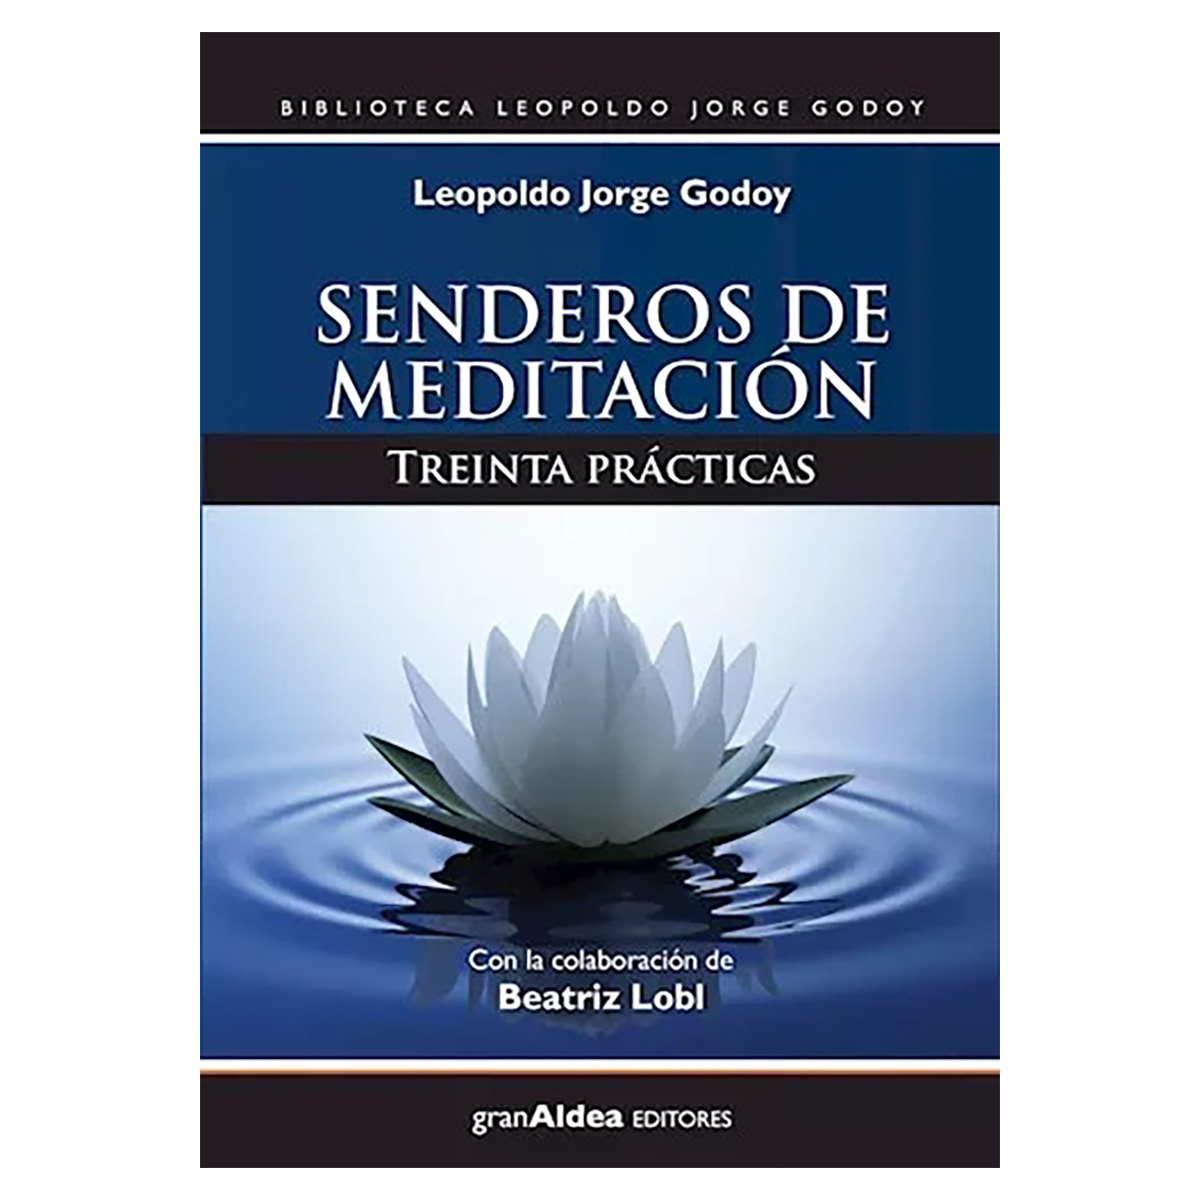 BIBLIOTECA LEOPOLDO JORGE GODOY
Leopoldo Jorge Godoy
SENDEROS DE
MEDITACIÓN
TREINTA PRÁCTICAS
Con la colaboración de
Beatriz Lobl
granAldea EDITORES